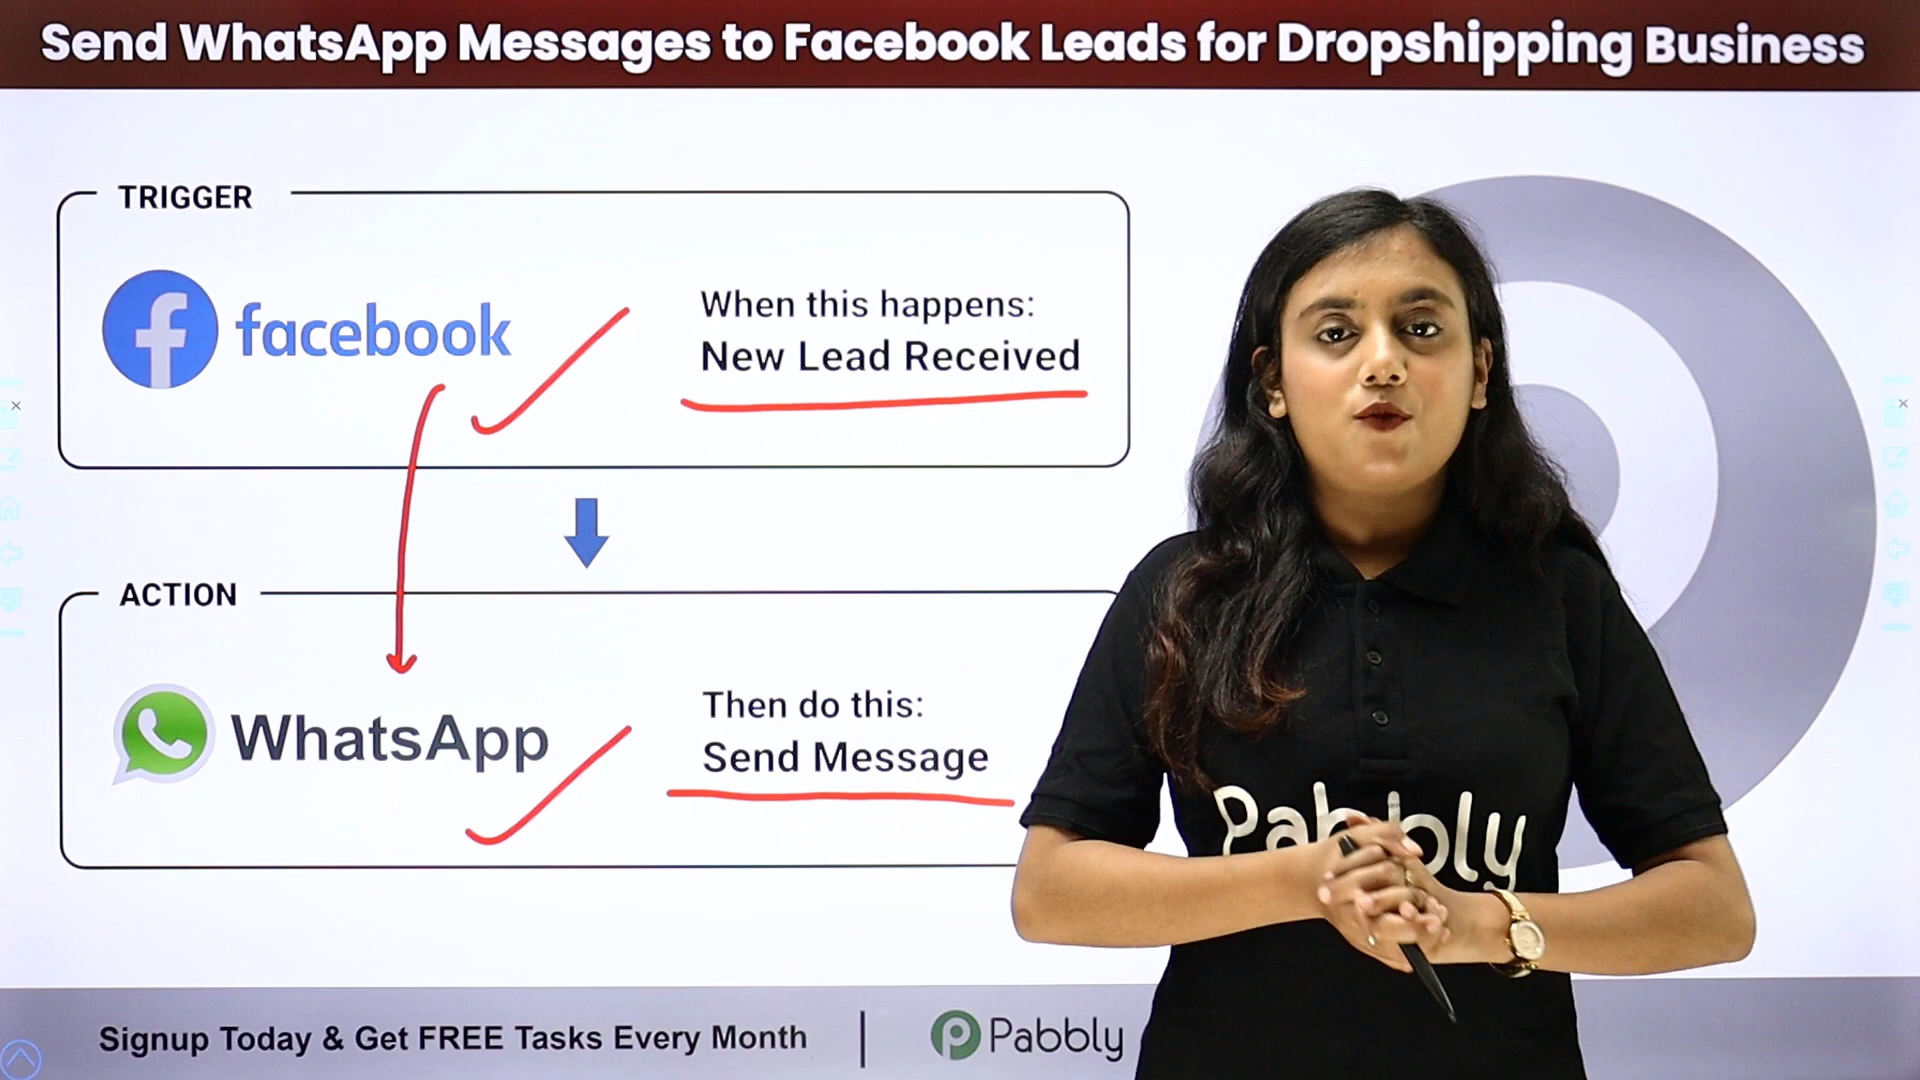 Send WhatsApp Messages to Facebook Leads for Dropshipping Business
TRIGGER
facebook
When this happens:
New Lead Received
ACTION
WhatsApp
Then do this:
Send Message
Pabbly
Signup Today & Get FREE Tasks Every Month
Pabbly